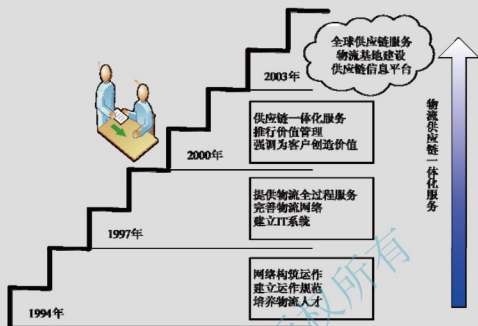 全球供应链服务
物流基地建设
供应链信息平台
2003年
供应链一体化服务
推行价值管理
强调为客户创造价值
2000年
提供物流全过程服务
完善物流网络
建立IT系统
1997年
网络构筑运作
建立运作规范
培养物流人才
1994年
物流供应链一体化服务
权所有